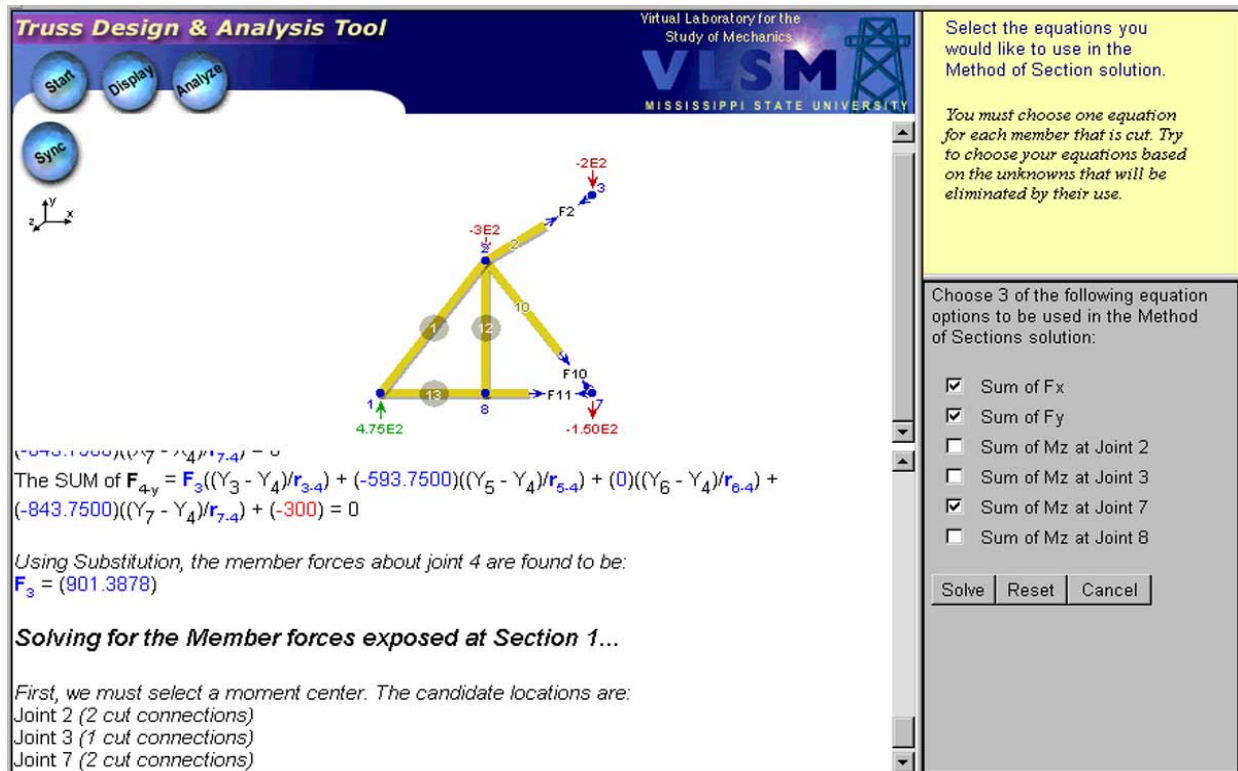 Truss Design & Analysis Tool
Virtual Laboratory for the
Study of Mechanics
VLSM
MISSISSIPPI STATE UNIVERSITY
Start
Display
Analyze
Sync
y
z
x
-2E2
3
F2
-3E2
2
2
10
1
12
F10
13
F11
1
8
7
4.75E2
-1.50E2
The SUM of F4-y = F3((Y3 - Y4)/r3-4) + (-593.7500)((Y5 - Y4)/r5-4) + (0)((Y6 - Y4)/r6-4) +
(-843.7500)((Y7 - Y4)/r7-4) + (-300) = 0
Using Substitution, the member forces about joint 4 are found to be:
F3 = (901.3878)
Solving for the Member forces exposed at Section 1...
First, we must select a moment center. The candidate locations are:
Joint 2 (2 cut connections)
Joint 3 (1 cut connections)
Joint 7 (2 cut connections)
Select the equations you
would like to use in the
Method of Section solution.
You must choose one equation
for each member that is cut. Try
to choose your equations based
on the unknowns that will be
eliminated by their use.
Choose 3 of the following equation
options to be used in the Method
of Sections solution:
Sum of Fx
Sum of Fy
Sum of Mz at Joint 2
Sum of Mz at Joint 3
Sum of Mz at Joint 7
Sum of Mz at Joint 8
Solve Reset Cancel